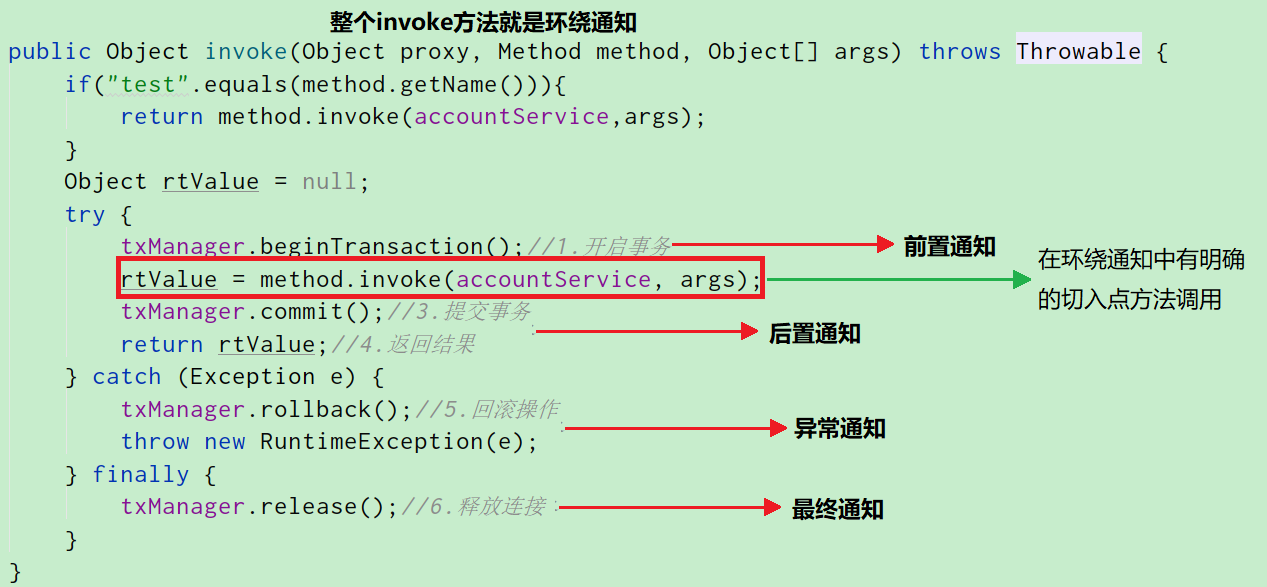 整个invoke方法就是环绕通知
public Object invoke(Object proxy, Method method, Object[] args) throws Throwable {
if("test".equals(method.getName())){
return method.invoke(accountService,args);
}
Object rtValue = null;
try {
txManager.beginTransaction();//1.开启事务
前置通知
rtValue = method.invoke(accountService, args);
在环绕通知中有明确
的切入点方法调用
txManager.commit();//3.提交事务
后置通知
return rtValue;//4.返回结果
} catch (Exception e) {
txManager.rollback();//5.回滚操作
异常通知
throw new RuntimeException(e);
} finally {
txManager.release();//6.释放连接
最终通知
}
}